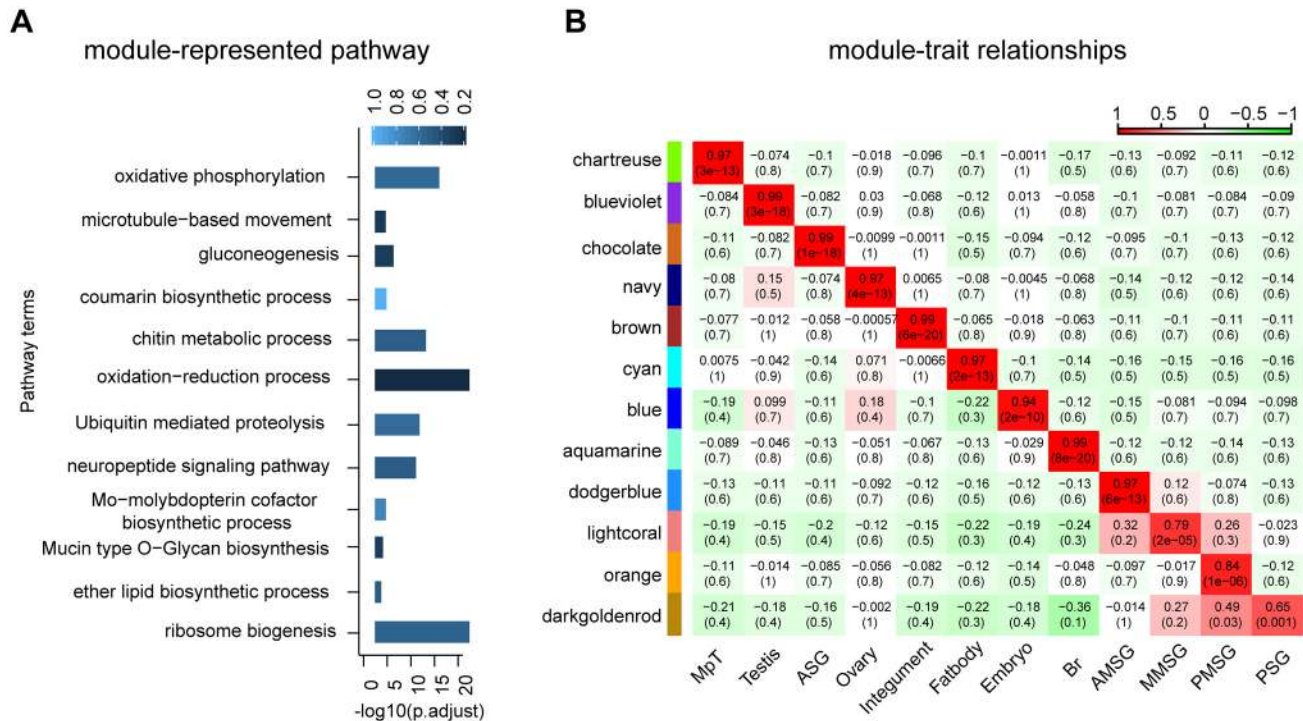 A
module-represented pathway
1.0 0.8 0.6 0.4 0.2
Pathway terms
oxidative phosphorylation
microtubule−based movement
gluconeogenesis
coumarin biosynthetic process
chitin metabolic process
oxidation−reduction process
Ubiquitin mediated proteolysis
neuropeptide signaling pathway
Mo−molybdopterin cofactor
biosynthetic process
Mucin type O−Glycan biosynthesis
ether lipid biosynthetic process
ribosome biogenesis
0 5 10 15 20
-log10(p.adjust)
B
module-trait relationships
1 0.5 0 −0.5 −1
chartreuse 0.97 −0.074 −0.1 −0.018 −0.096 −0.1 −0.0011 −0.17 −0.13 −0.092 −0.11 −0.12
(3e−13) (0.8) (0.7) (0.9) (0.7) (0.7) (1) (0.5) (0.6) (0.7) (0.6) (0.6)
blueviolet −0.084 0.99 −0.082 0.03 −0.068 −0.12 0.013 −0.058 −0.1 −0.081 −0.084 −0.09
(0.7) (3e−18) (0.7) (0.9) (0.8) (0.6) (1) (0.8) (0.7) (0.7) (0.7) (0.7)
chocolate −0.11 −0.082 0.99 −0.0099 −0.0011 −0.15 −0.094 −0.12 −0.095 −0.1 −0.13 −0.12
(0.6) (0.7) (1e−18) (1) (1) (0.5) (0.7) (0.6) (0.7) (0.7) (0.6) (0.6)
navy −0.08 0.15 −0.074 0.97 0.0065 −0.08 −0.0045 −0.068 −0.14 −0.12 −0.12 −0.14
(0.7) (0.5) (0.8) (4e−13) (1) (0.7) (1) (0.8) (0.5) (0.6) (0.6) (0.6)
brown −0.077 −0.012 −0.058 −0.00057 0.99 −0.065 −0.018 −0.063 −0.11 −0.1 −0.11 −0.11
(0.7) (1) (0.8) (1) (6e−20) (0.8) (0.9) (0.8) (0.6) (0.7) (0.6) (0.6)
cyan 0.0075 −0.042 −0.14 0.071 −0.0066 0.97 −0.1 −0.14 −0.16 −0.15 −0.16 −0.16
(1) (0.9) (0.6) (0.8) (1) (2e−13) (0.7) (0.5) (0.5) (0.5) (0.5) (0.5)
blue −0.19 0.099 −0.11 0.18 −0.1 −0.22 0.94 −0.12 −0.15 −0.081 −0.094 −0.098
(0.4) (0.7) (0.6) (0.4) (0.7) (0.3) (2e−10) (0.6) (0.5) (0.7) (0.7) (0.7)
aquamarine −0.089 −0.046 −0.13 −0.051 −0.067 −0.13 −0.029 0.99 −0.12 −0.12 −0.14 −0.13
(0.7) (0.8) (0.6) (0.8) (0.8) (0.6) (0.9) (8e−20) (0.6) (0.6) (0.6) (0.6)
dodgerblue −0.13 −0.11 −0.11 −0.092 −0.12 −0.16 −0.12 −0.13 0.97 0.12 −0.074 −0.13
(0.6) (0.6) (0.6) (0.7) (0.6) (0.5) (0.6) (0.6) (6e−13) (0.6) (0.8) (0.6)
lightcoral −0.19 −0.15 −0.2 −0.12 −0.15 −0.22 −0.19 −0.24 0.32 0.79 0.26 −0.023
(0.4) (0.5) (0.4) (0.6) (0.5) (0.3) (0.4) (0.3) (0.2) (2e−05) (0.3) (0.9)
orange −0.11 −0.014 −0.085 −0.056 −0.082 −0.12 −0.14 −0.048 −0.097 −0.017 0.84 −0.12
(0.6) (1) (0.7) (0.8) (0.7) (0.6) (0.5) (0.8) (0.7) (0.9) (1e−06) (0.6)
darkgoldenrod −0.21 −0.18 −0.16 −0.002 −0.19 −0.22 −0.18 −0.36 −0.014 0.27 0.49 0.65
(0.4) (0.4) (0.5) (1) (0.4) (0.3) (0.4) (0.1) (1) (0.2) (0.03) (0.001)
MpT Testis ASG Ovary Integument Fatbody Embryo Br AMSG MMSG PMSG PSG